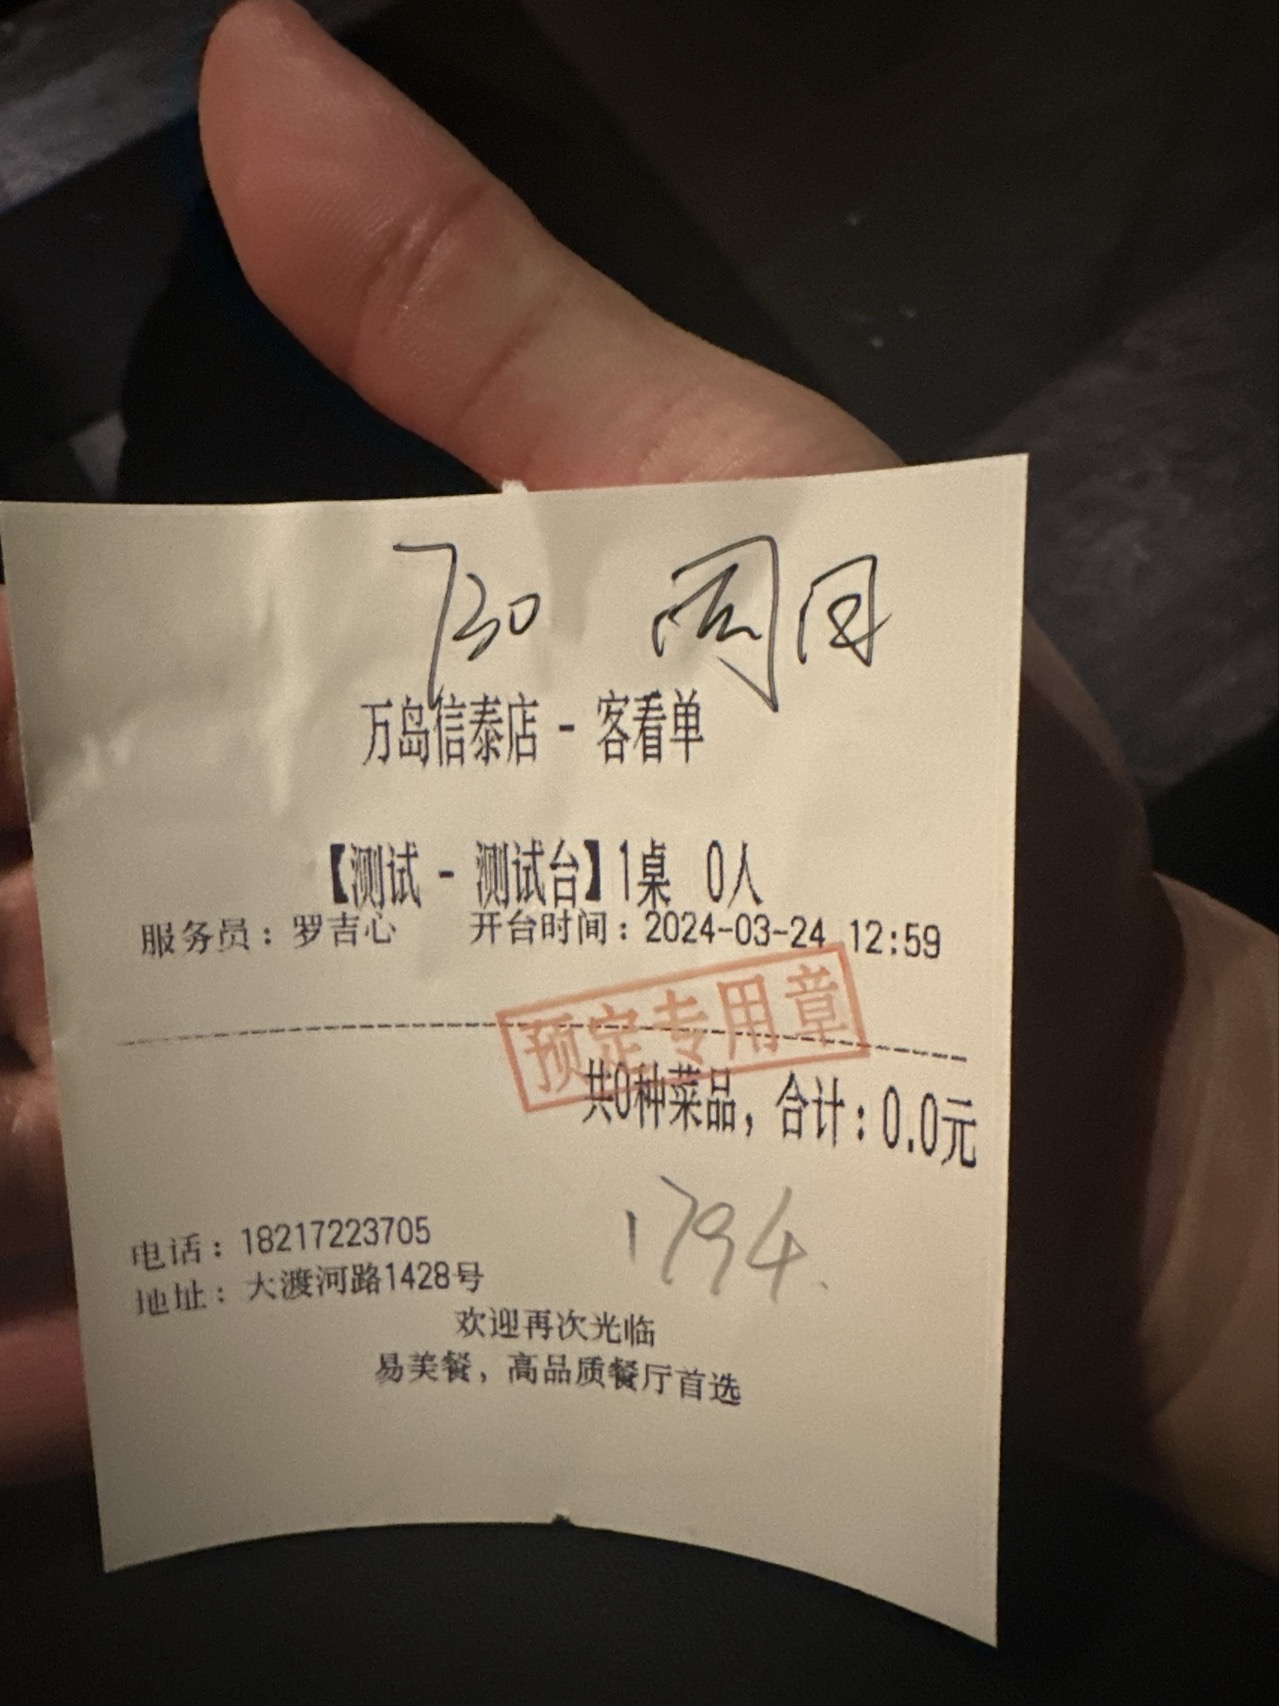 730 周日
万岛信泰店 - 客看单
【测试 - 测试台】1桌 0人
服务员：罗吉心 开台时间：2024-03-24 12:59
预定专用章
共0种菜品，合计：0.0元
1794.
电话：18217223705
地址：大渡河路1428号
欢迎再次光临
易美餐，高品质餐厅首选